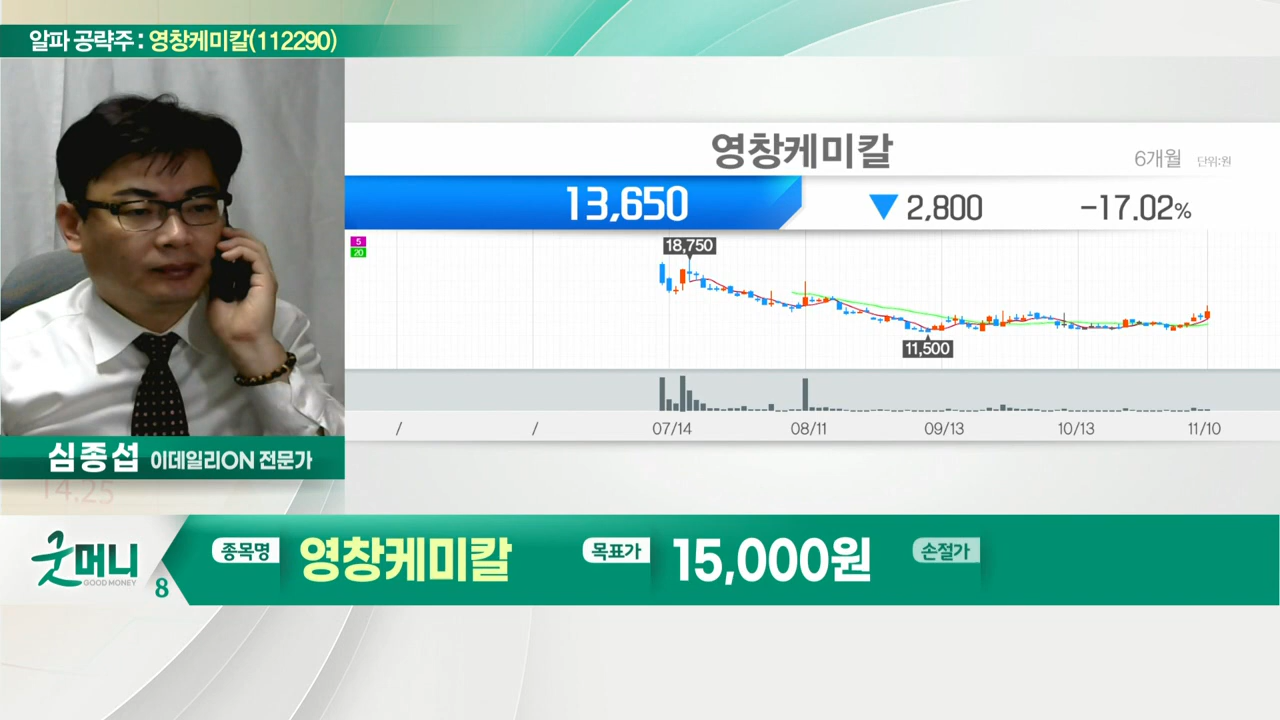 알파 공략주 : 영창케미칼(112290)
영창케미칼
6개월 단위:원
13,650 ▼ 2,800 -17.02%
5
20
18,750
11,500
/ / 07/14 08/11 09/13 10/13 11/10
심종섭 이데일리ON 전문가
14.25
굿머니
GOOD MONEY
8
종목명 영창케미칼 목표가 15,000원 손절가